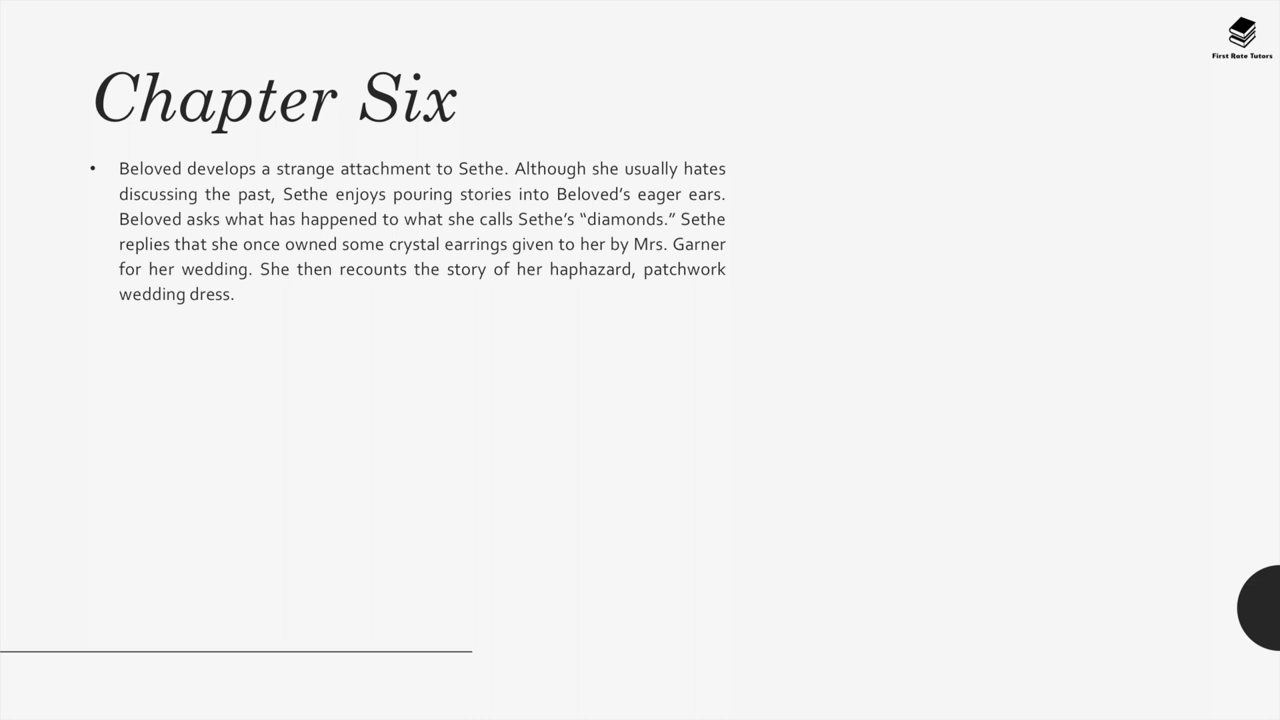 First Rate Tutors
Chapter Six
• Beloved develops a strange attachment to Sethe. Although she usually hates
discussing the past, Sethe enjoys pouring stories into Beloved’s eager ears.
Beloved asks what has happened to what she calls Sethe’s “diamonds.” Sethe
replies that she once owned some crystal earrings given to her by Mrs. Garner
for her wedding. She then recounts the story of her haphazard, patchwork
wedding dress.